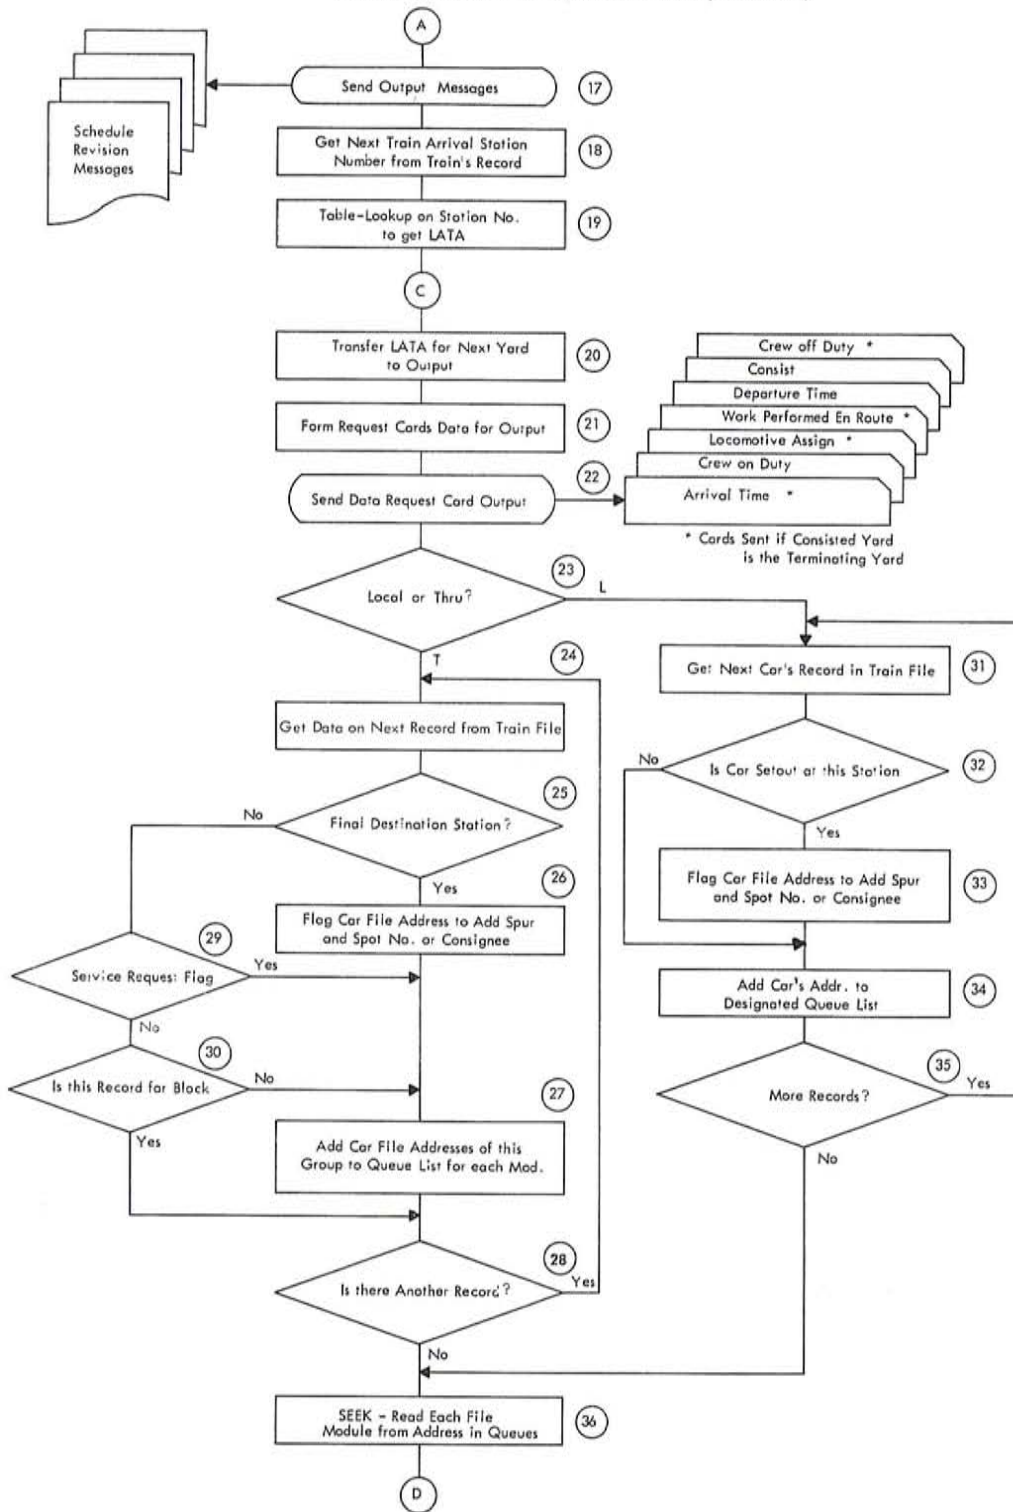 A
Send Output Messages
17
Schedule
Revision
Messages
Get Next Train Arrival Station
Number from Train's Record
18
Table-Lookup on Station No.
to get LATA
19
C
Transfer LATA for Next Yard
to Output
20
Crew off Duty *
Consist
Departure Time
Work Performed En Route *
Locomotive Assign *
Crew on Duty
Arrival Time *
Form Request Cards Data for Output
21
Send Data Request Card Output
22
* Cards Sent if Consisted Yard
is the Terminating Yard
Local or Thru?
23
L
T
24
Get Data on Next Record from Train File
Get Next Car's Record in Train File
31
Final Destination Station?
25
No
Yes
Is Car Setout at this Station
32
No
Yes
26
Flag Car File Address to Add Spur
and Spot No. or Consignee
Flag Car File Address to Add Spur
and Spot No. or Consignee
33
Service Request Flag
29
Yes
No
Add Car's Addr. to
Designated Queue List
34
Is this Record for Block
30
No
Yes
More Records?
35
Yes
No
27
Add Car File Addresses of this
Group to Queue List for each Mod.
Is there Another Record?
28
Yes
No
SEEK - Read Each File
Module from Address in Queues
36
D